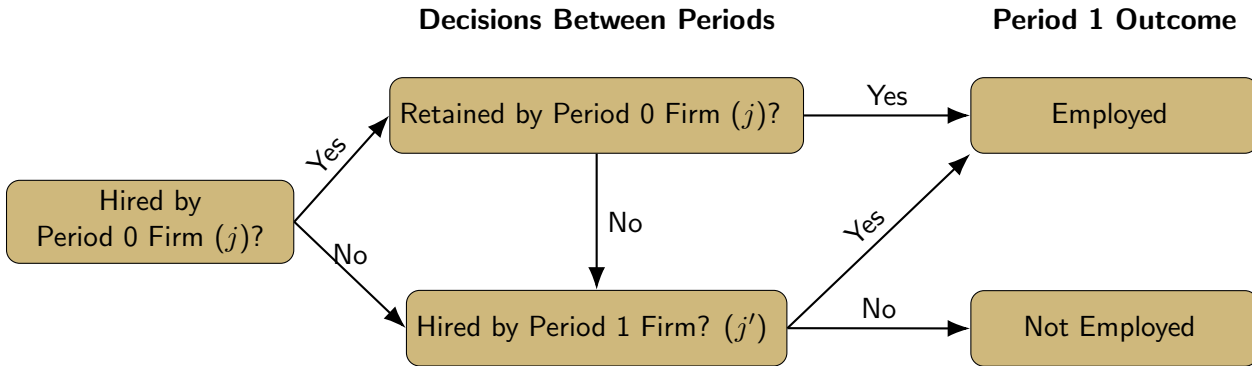 Decisions Between Periods
Period 1 Outcome
Retained by Period 0 Firm (j)?
Yes
Employed
Yes
Hired by
Period 0 Firm (j)?
No
No
Yes
Hired by Period 1 Firm? (j′)
No
Not Employed